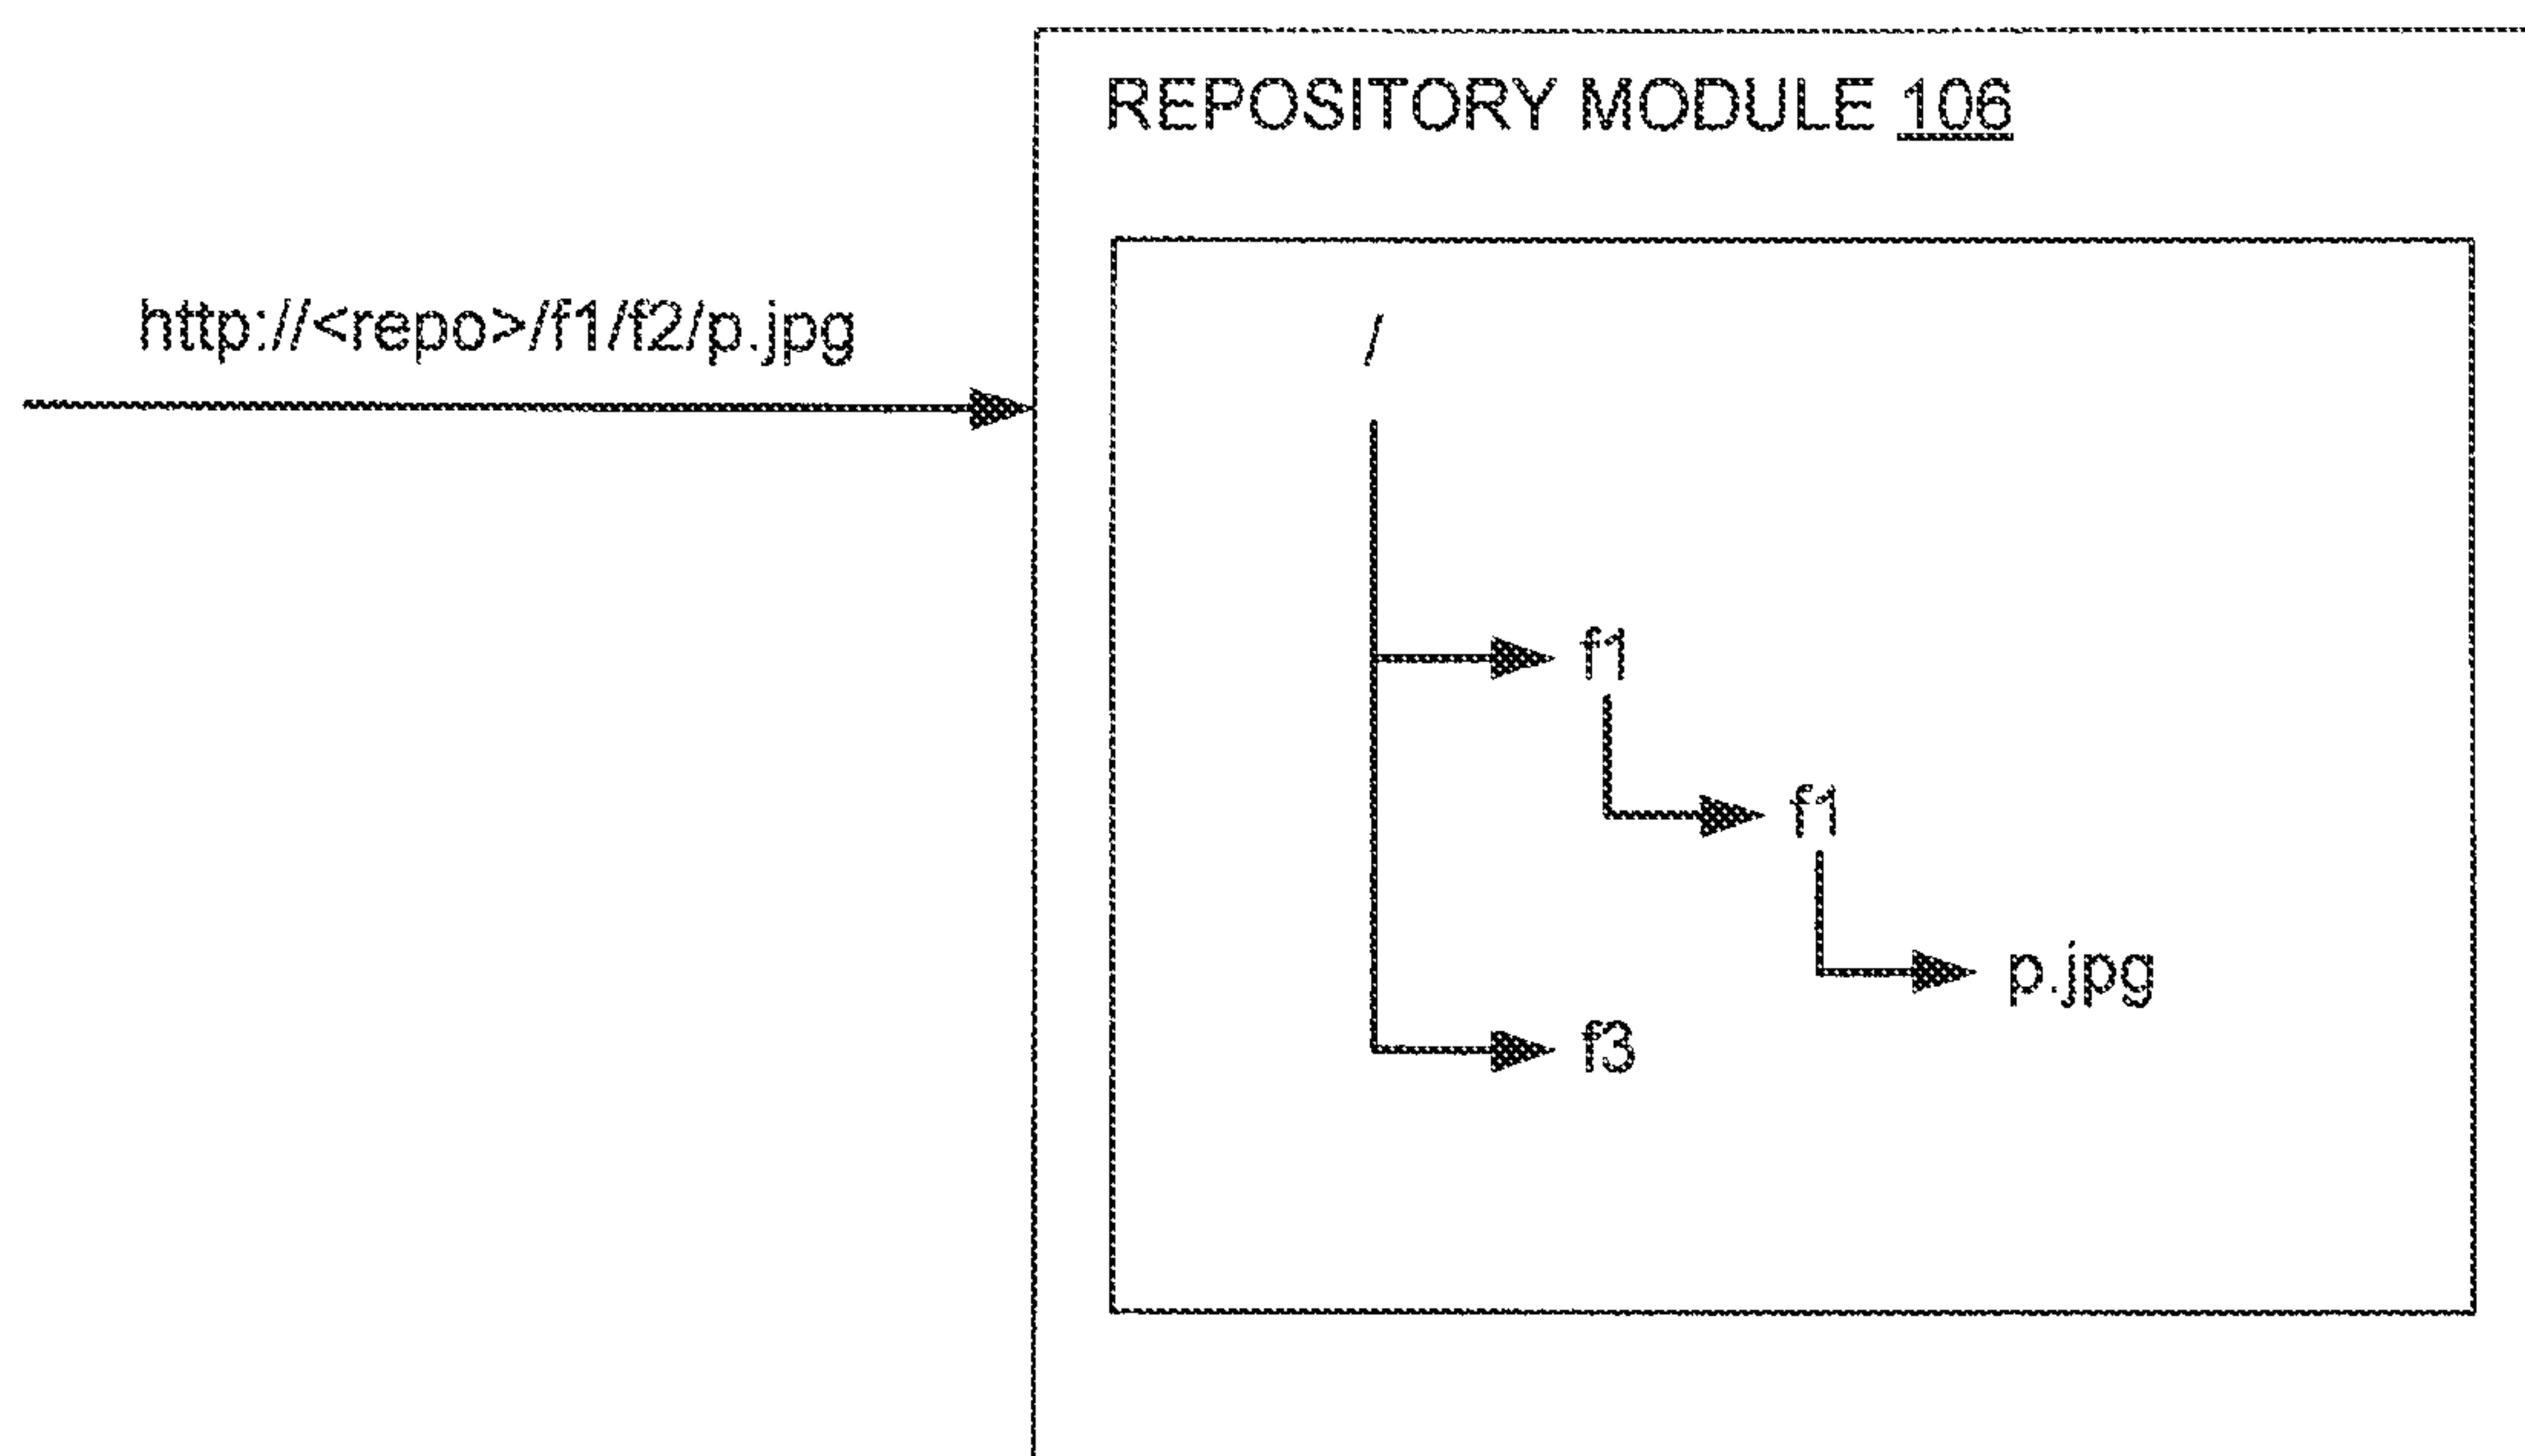 REPOSITORY MODULE 106
http://<repo>/f1/f2/p.jpg
/
f1
f1
p.jpg
f3